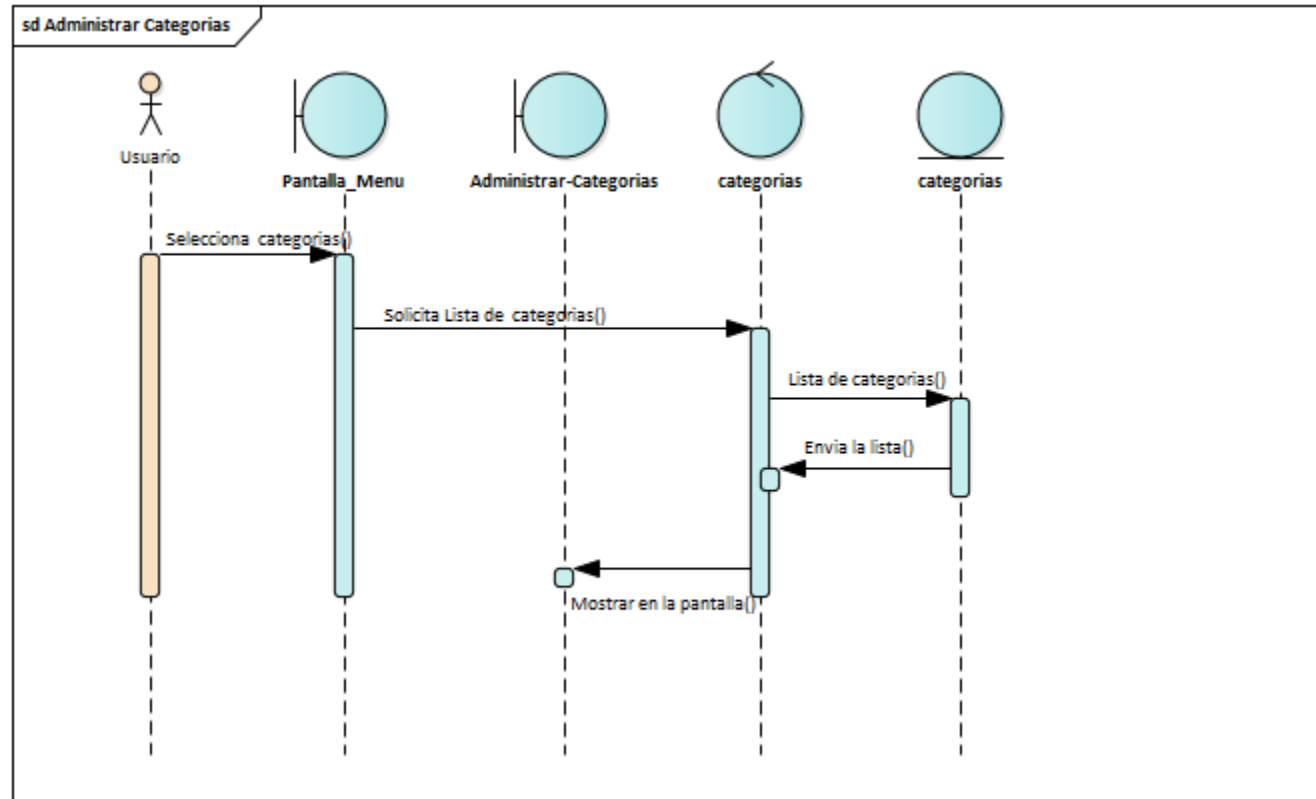 sd Administrar Categorias
Usuario
Pantalla_Menu
Administrar-Categorias
categorias
categorias
Selecciona categorias()
Solicita Lista de categorias()
Lista de categorias()
Envia la lista()
Mostrar en la pantalla()